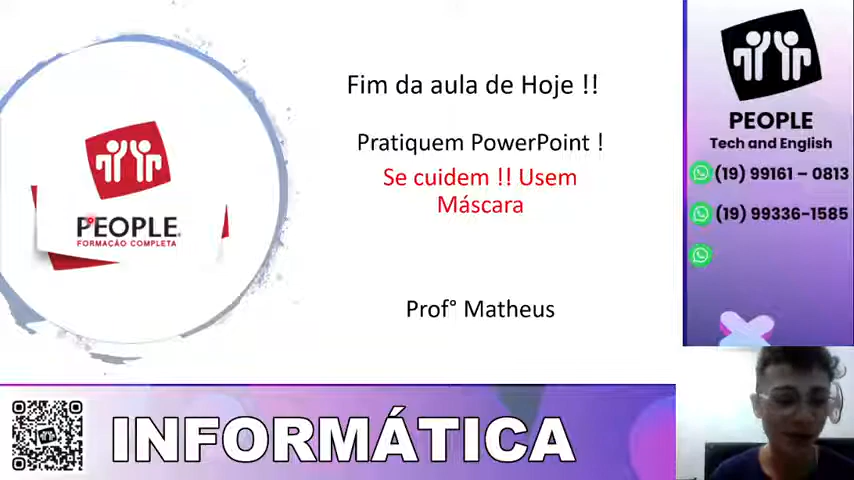 Fim da aula de Hoje !!
Pratiquem PowerPoint !
Se cuidem !! Usem
Máscara
Prof° Matheus
PEOPLE
FORMAÇÃO COMPLETA
PEOPLE
Tech and English
(19) 99161 – 0813
(19) 99336-1585
INFORMÁTICA